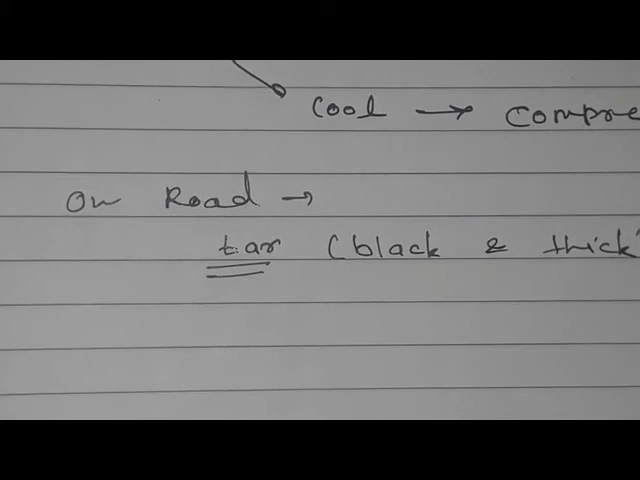 Cool → Compre
On Road →
tar (black & thick